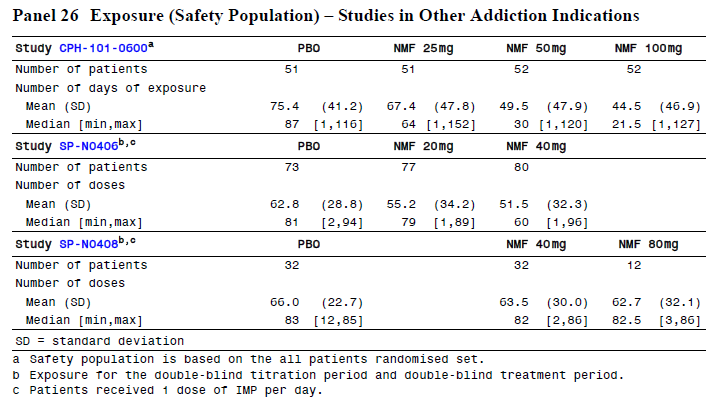 Panel 26 Exposure (Safety Population) – Studies in Other Addiction Indications
Study CPH-101-0600a PBO NMF 25mg NMF 50mg NMF 100mg
Number of patients 51 51 52 52
Number of days of exposure
Mean (SD) 75.4 (41.2) 67.4 (47.8) 49.5 (47.9) 44.5 (46.9)
Median [min,max] 87 [1,116] 64 [1,152] 30 [1,120] 21.5 [1,127]
Study SP-N0406b,c PBO NMF 20mg NMF 40mg
Number of patients 73 77 80
Number of doses
Mean (SD) 62.8 (28.8) 55.2 (34.2) 51.5 (32.3)
Median [min,max] 81 [2,94] 79 [1,89] 60 [1,96]
Study SP-N0408b,c PBO NMF 40mg NMF 80mg
Number of patients 32 32 12
Number of doses
Mean (SD) 66.0 (22.7) 63.5 (30.0) 62.7 (32.1)
Median [min,max] 83 [12,85] 82 [2,86] 82.5 [3,86]
SD = standard deviation
a Safety population is based on the all patients randomised set.
b Exposure for the double-blind titration period and double-blind treatment period.
c Patients received 1 dose of IMP per day.